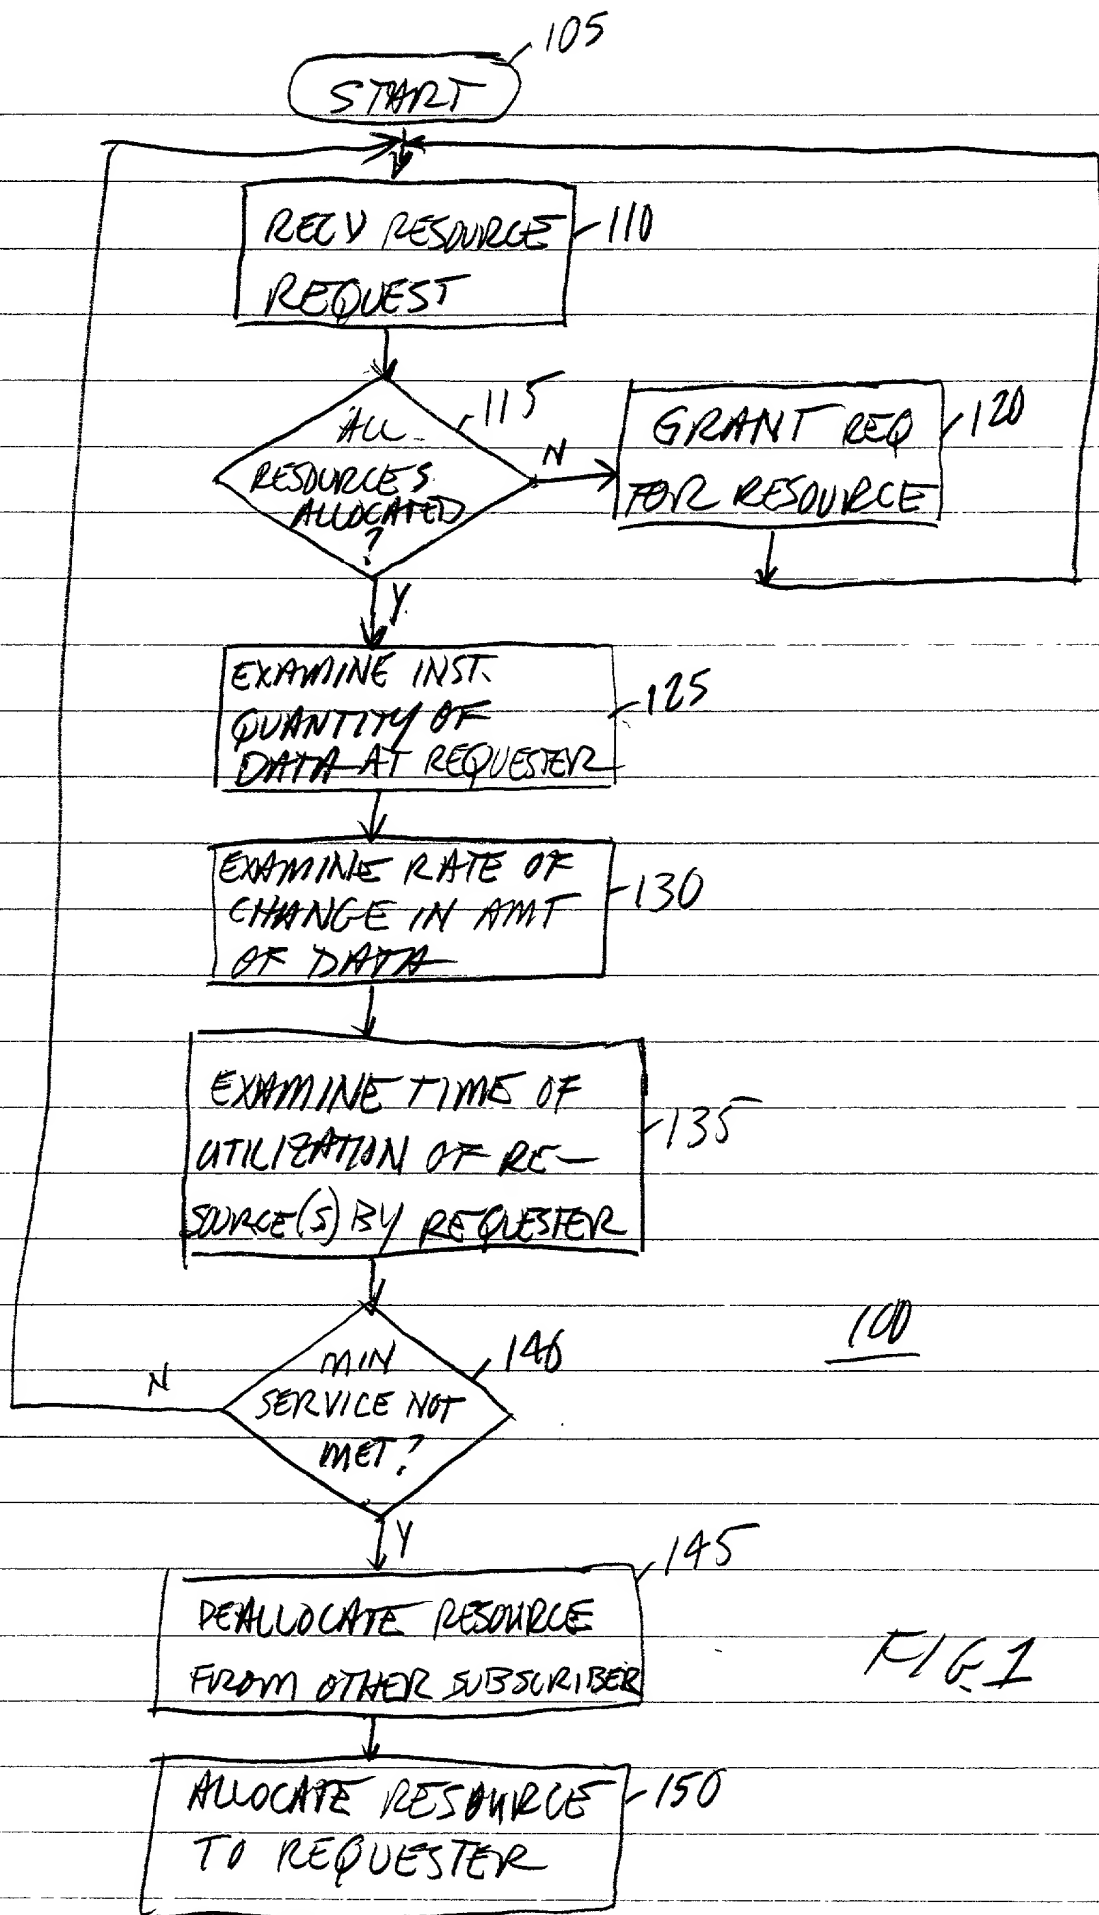 105
START
RECV RESOURCE
REQUEST
110
ALL
RESOURCES
ALLOCATED
?
115
N
GRANT REQ
FOR RESOURCE
120
Y
EXAMINE INST.
QUANTITY OF
DATA AT REQUESTER
125
EXAMINE RATE OF
CHANGE IN AMT
OF DATA
130
EXAMINE TIME OF
UTILIZATION OF RE-
SOURCE(S) BY REQUESTER
135
MIN
SERVICE NOT
MET?
140
N
100
Y
DEALLOCATE RESOURCE
FROM OTHER SUBSCRIBER
145
FIG.1
ALLOCATE RESOURCE
TO REQUESTER
150